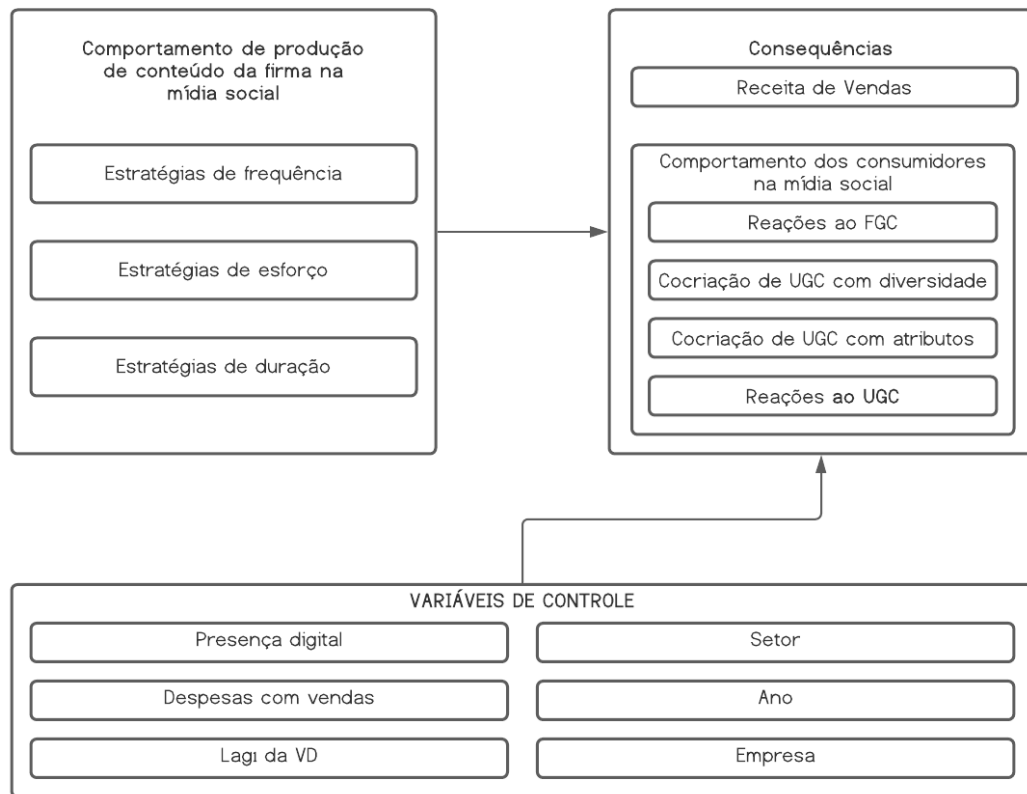 Comportamento de produção
de conteúdo da firma na
mídia social
Estratégias de frequência
Estratégias de esforço
Estratégias de duração
Consequências
Receita de Vendas
Comportamento dos consumidores
na mídia social
Reações ao FGC
Cocriação de UGC com diversidade
Cocriação de UGC com atributos
Reações ao UGC
VARIÁVEIS DE CONTROLE
Presença digital
Setor
Despesas com vendas
Ano
Lag1 da VD
Empresa